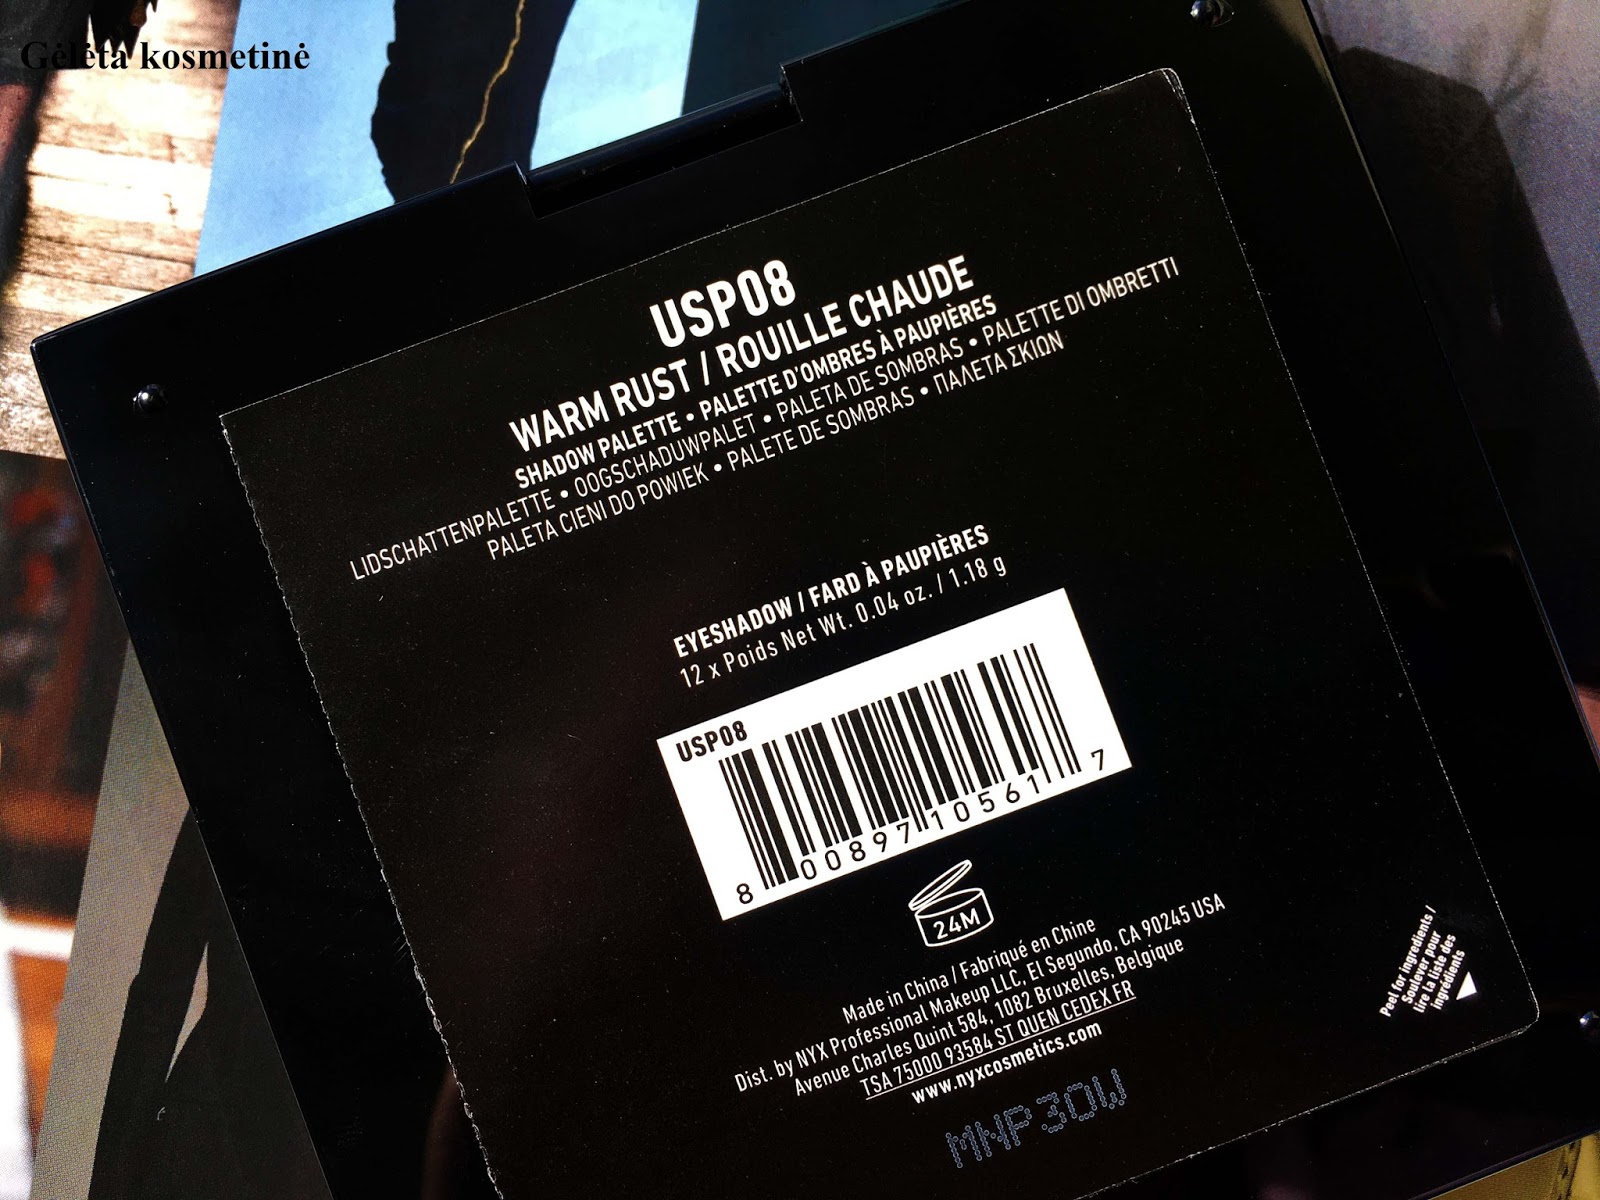 Gėlėta kosmetinė
USP08
WARM RUST / ROUILLE CHAUDE
SHADOW PALETTE • PALETTE D'OMBRES À PAUPIÈRES
LIDSCHATTENPALETTE • OOGSCHADUWPALET • PALETA DE SOMBRAS • PALETTE DI OMBRETTI
PALETA CIENI DO POWIEK • PALETE DE SOMBRAS • ΠΑΛΕΤΑ ΣΚΙΩΝ
EYESHADOW / FARD À PAUPIÈRES
12 x Poids Net Wt. 0.04 oz. / 1.18 g
USP08
8 00897 10561 7
24M
Made in China / Fabriqué en Chine
Dist. by NYX Professional Makeup LLC, El Segundo, CA 90245 USA
Avenue Charles Quint 584, 1082 Bruxelles, Belgique
TSA 75000 93584 ST QUEN CEDEX FR
www.nyxcosmetics.com
MNP30W
Peel for ingredients /
Soulever pour
lire la liste des
ingrédients